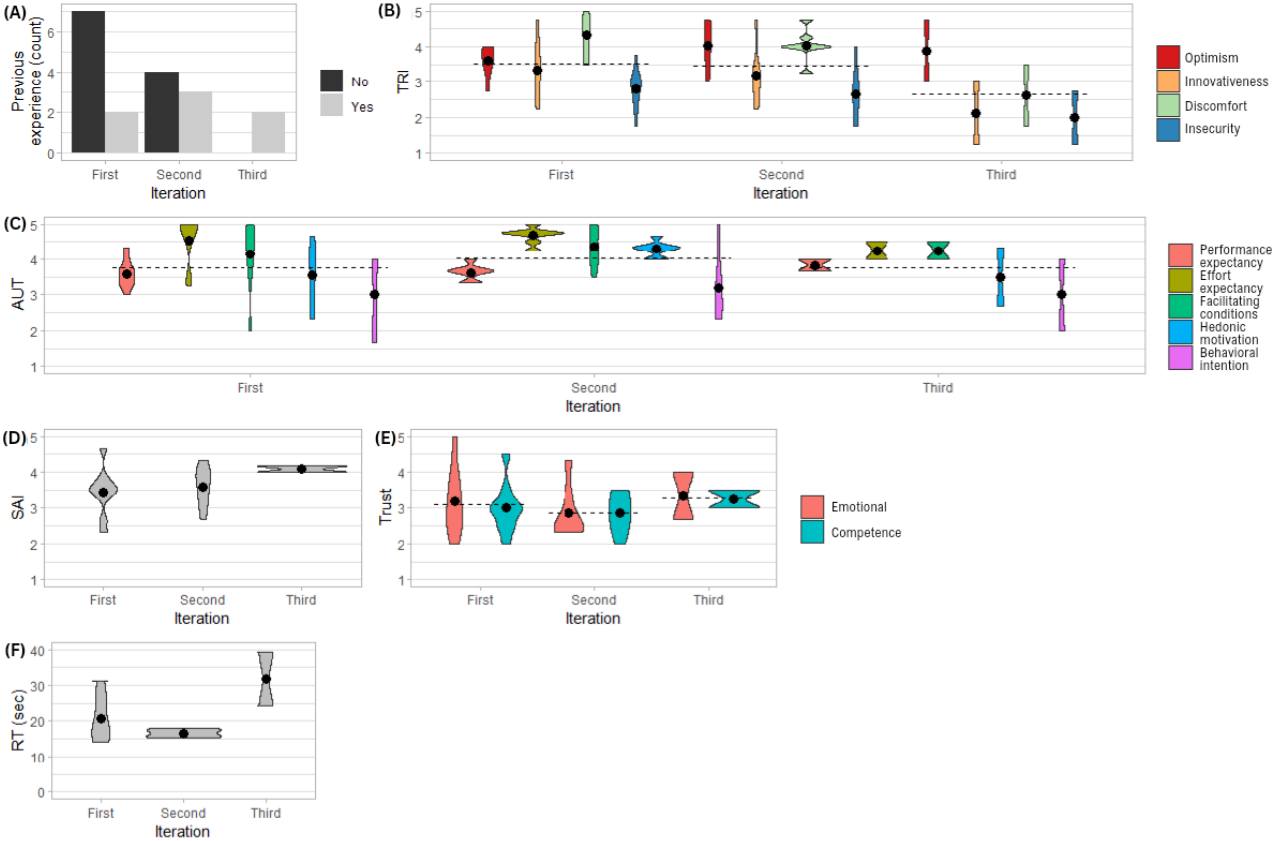 (A)
Previous
experience (count)
6
4
2
0
First Second Third
Iteration
No
Yes
(B)
TRI
5
4
3
2
1
First Second Third
Iteration
Optimism
Innovativeness
Discomfort
Insecurity
(C)
AUT
5
4
3
2
1
First Second Third
Iteration
Performance
expectancy
Effort
expectancy
Facilitating
conditions
Hedonic
motivation
Behavioral
intention
(D)
SAI
5
4
3
2
1
First Second Third
Iteration
(E)
Trust
5
4
3
2
1
First Second Third
Iteration
Emotional
Competence
(F)
RT (sec)
40
30
20
10
0
First Second Third
Iteration